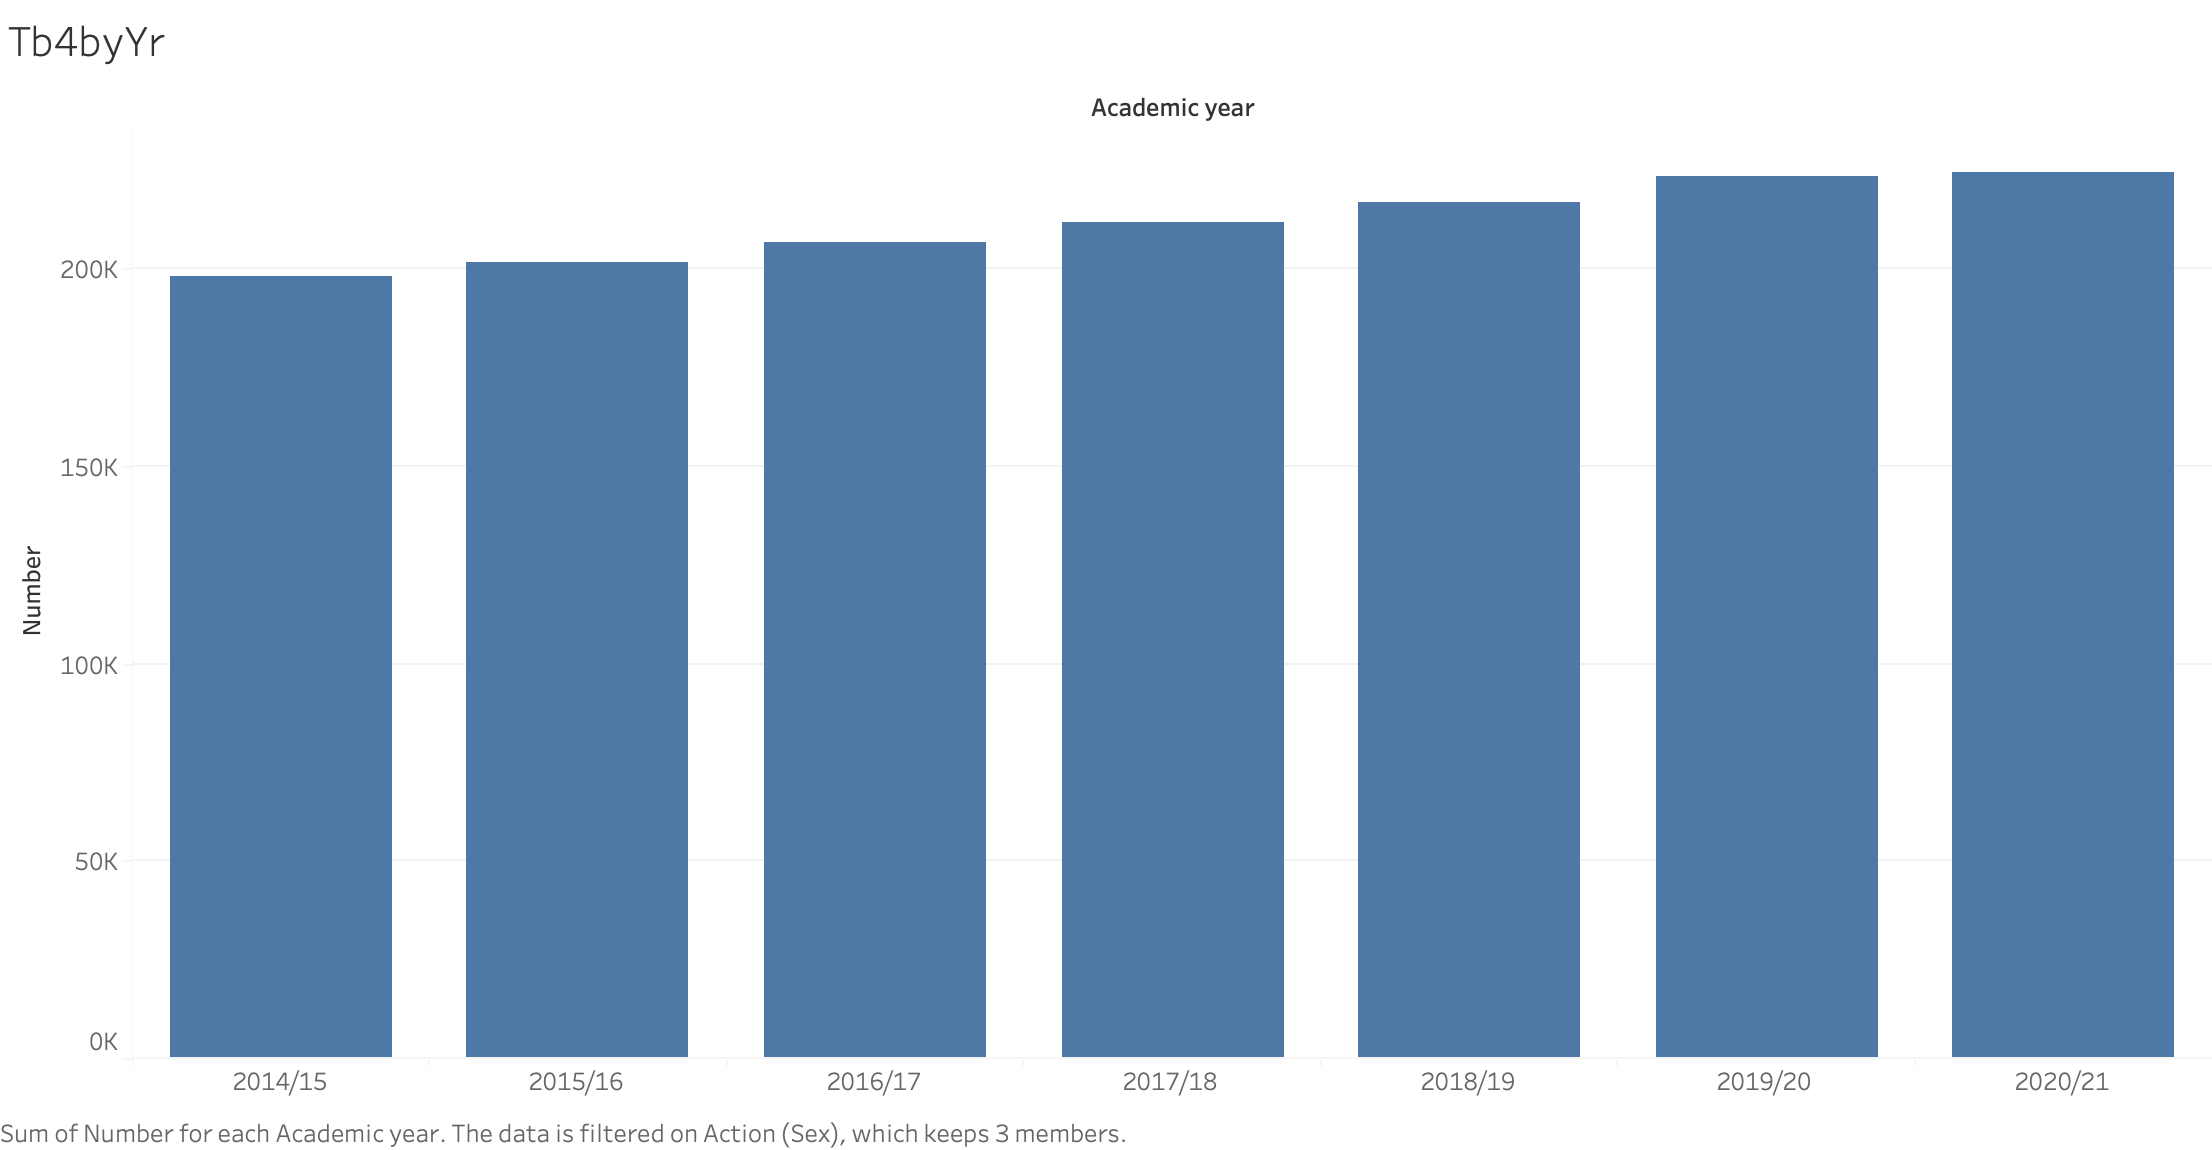 Tb4byYr
Academic year
200K
150K
100K
50K
0K
Number
2014/15 2015/16 2016/17 2017/18 2018/19 2019/20 2020/21
Sum of Number for each Academic year. The data is filtered on Action (Sex), which keeps 3 members.